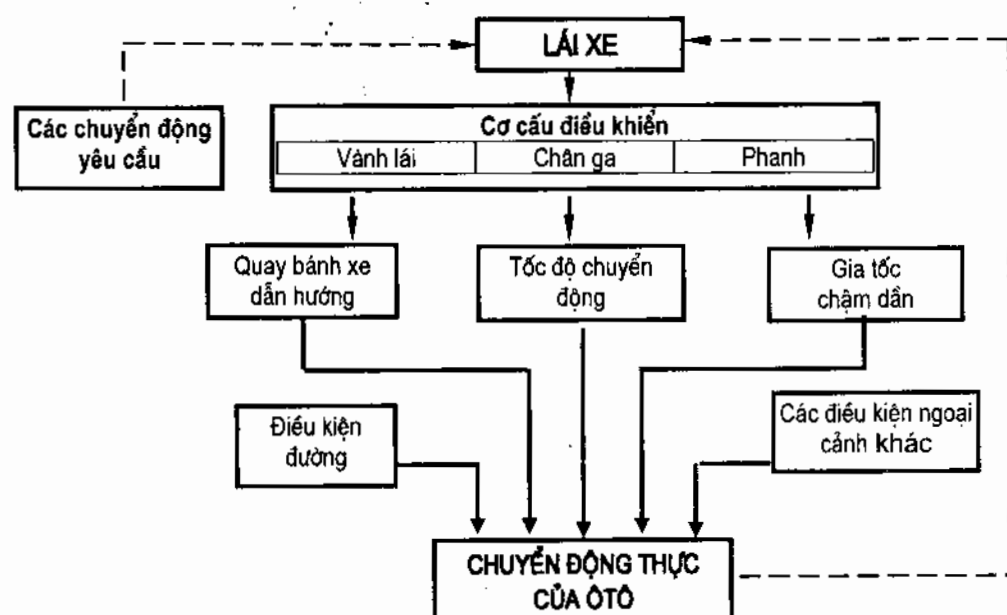 LÁI XE
Các chuyển động
yêu cầu
Cơ cấu điều khiển
Vành lái
Chân ga
Phanh
Quay bánh xe
dẫn hướng
Tốc độ chuyển
động
Gia tốc
chậm dần
Điều kiện
đường
Các điều kiện ngoại
cảnh khác
CHUYỂN ĐỘNG THỰC
CỦA ÔTÔ